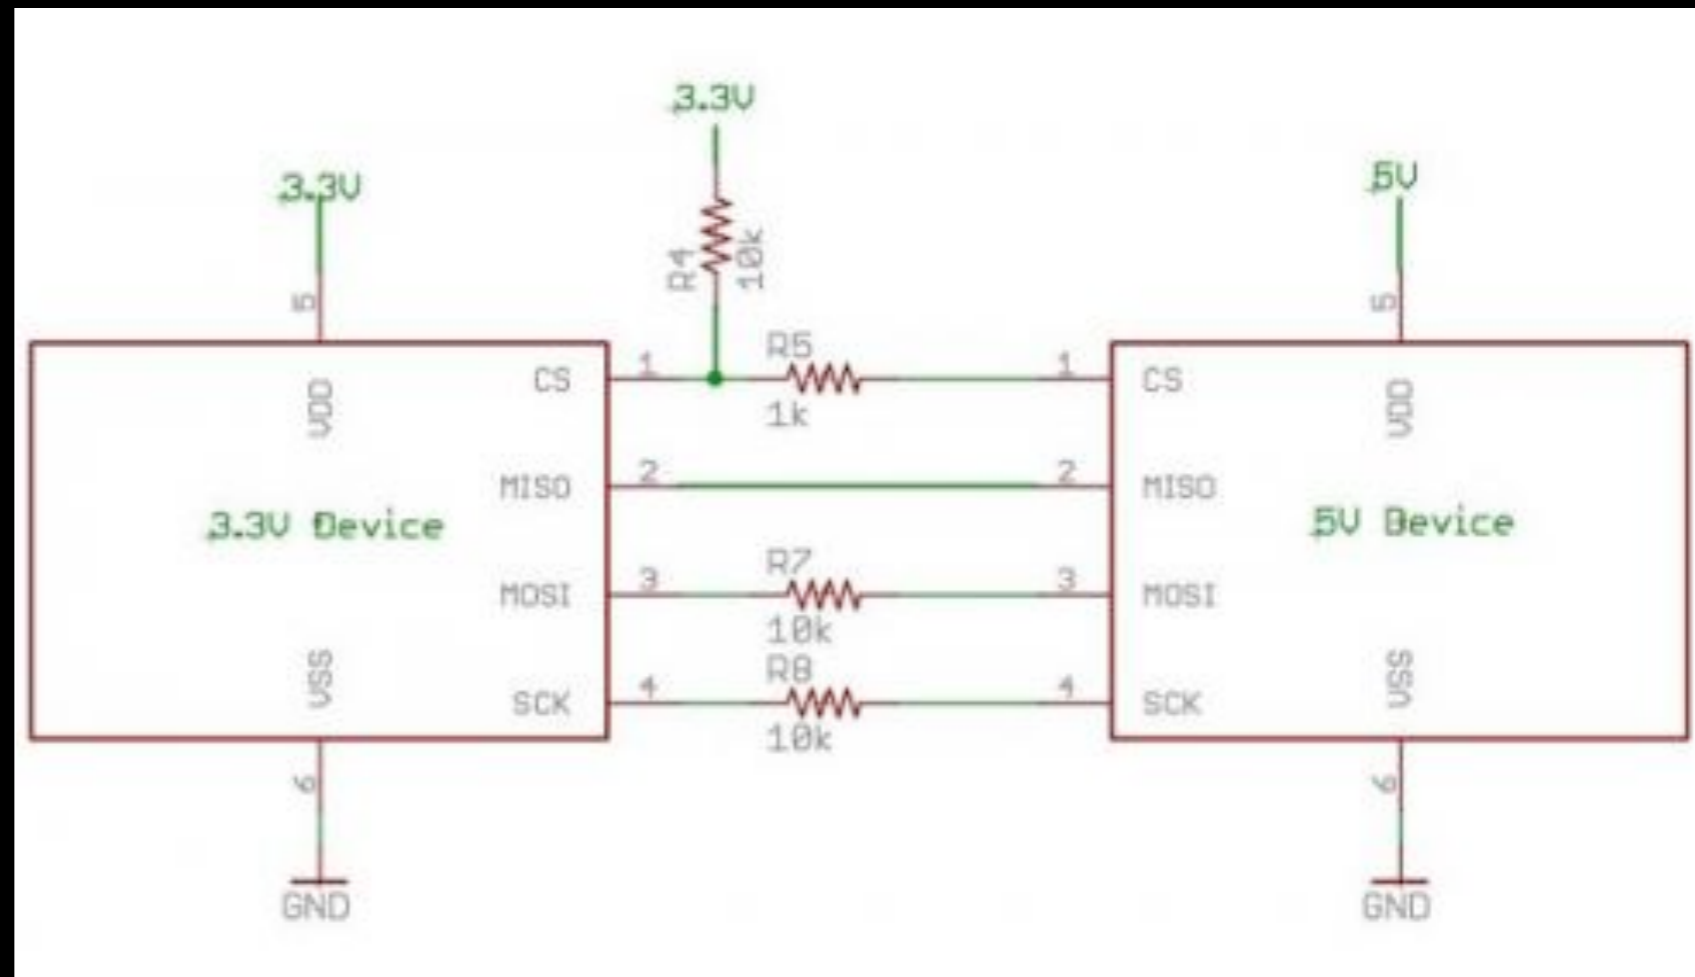 3.3V
3.3V
5V
R4
10k
5
5
R5
1
1
CS
CS
1k
VDD
VDD
2
2
MISO
MISO
3.3V Device
5V Device
R7
3
3
MOSI
MOSI
10k
R8
VSS
VSS
4
4
SCK
SCK
10k
6
6
GND
GND